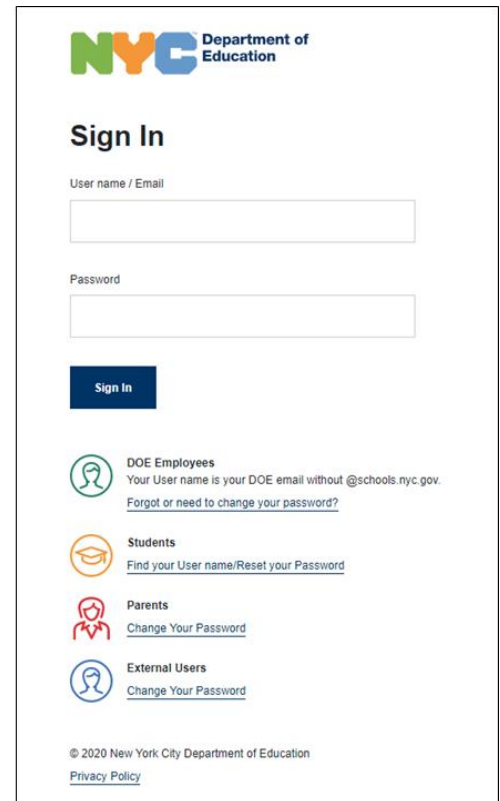 NYC Department of
Education
Sign In
User name / Email
Password
Sign In
DOE Employees
Your User name is your DOE email without @schools.nyc.gov.
Forgot or need to change your password?
Students
Find your User name/Reset your Password
Parents
Change Your Password
External Users
Change Your Password
© 2020 New York City Department of Education
Privacy Policy